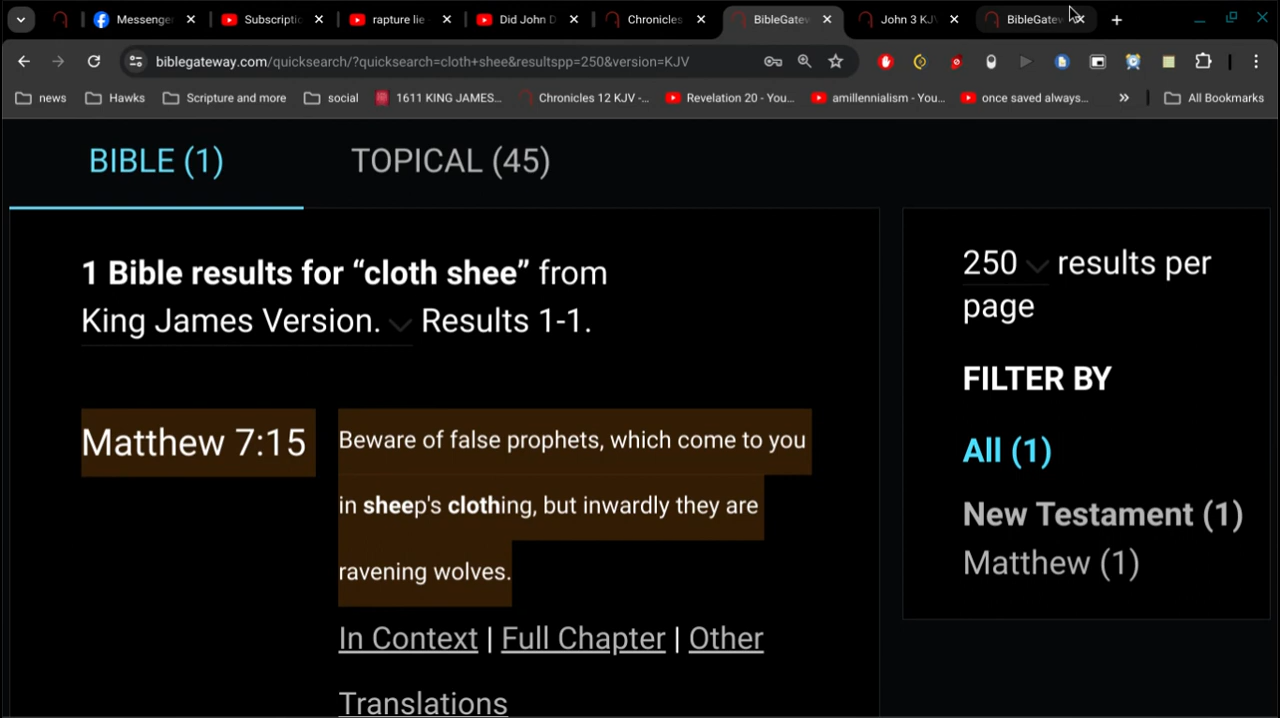 Messenge
Subscriptic
rapture lie -
Did John D
Chronicles
BibleGatew
John 3 KJV
BibleGatew
biblegateway.com/quicksearch/?quicksearch=cloth+shee&resultspp=250&version=KJV
news
Hawks
Scripture and more
social
1611 KING JAMES...
Chronicles 12 KJV -...
Revelation 20 - You...
amillennialism - You...
once saved always...
»
All Bookmarks
BIBLE (1)
TOPICAL (45)
1 Bible results for “cloth shee” from
King James Version. Results 1-1.
250 results per
page
FILTER BY
All (1)
New Testament (1)
Matthew (1)
Matthew 7:15
Beware of false prophets, which come to you
in sheep's clothing, but inwardly they are
ravening wolves.
In Context | Full Chapter | Other
Translations